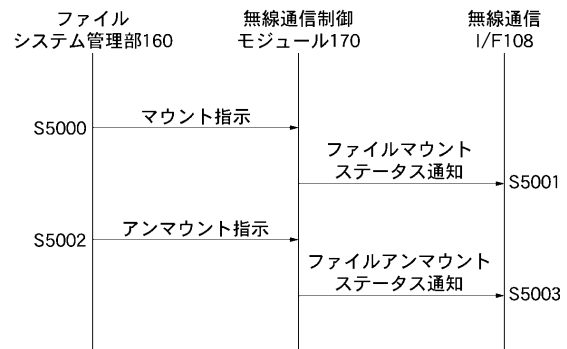 ファイル
システム管理部160
無線通信制御
モジュール170
無線通信
I/F108
S5000
マウント指示
ファイルマウント
ステータス通知
S5001
S5002
アンマウント指示
ファイルアンマウント
ステータス通知
S5003